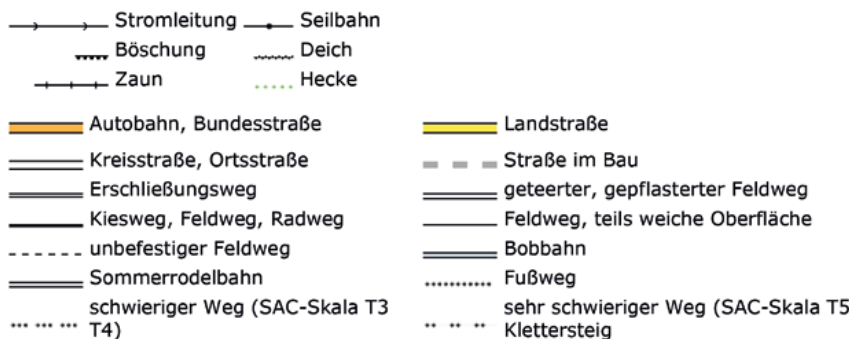 Stromleitung Seilbahn
Böschung Deich
Zaun Hecke
Autobahn, Bundesstraße Landstraße
Kreisstraße, Ortsstraße Straße im Bau
Erschließungsweg geteerter, gepflasterter Feldweg
Kiesweg, Feldweg, Radweg Feldweg, teils weiche Oberfläche
unbefestiger Feldweg Bobbahn
Sommerrodelbahn Fußweg
schwieriger Weg (SAC-Skala T3
T4)
sehr schwieriger Weg (SAC-Skala T5
Klettersteig